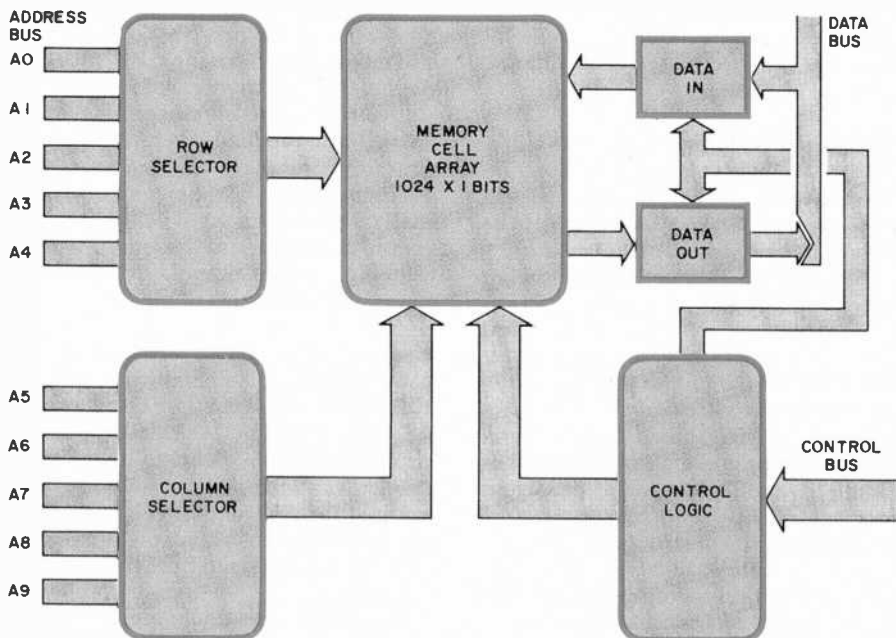 ADDRESS
BUS
A0
A1
A2
A3
A4
ROW
SELECTOR
MEMORY
CELL
ARRAY
1024 X 1 BITS
DATA
IN
DATA
BUS
DATA
OUT
A5
A6
A7
A8
A9
COLUMN
SELECTOR
CONTROL
LOGIC
CONTROL
BUS